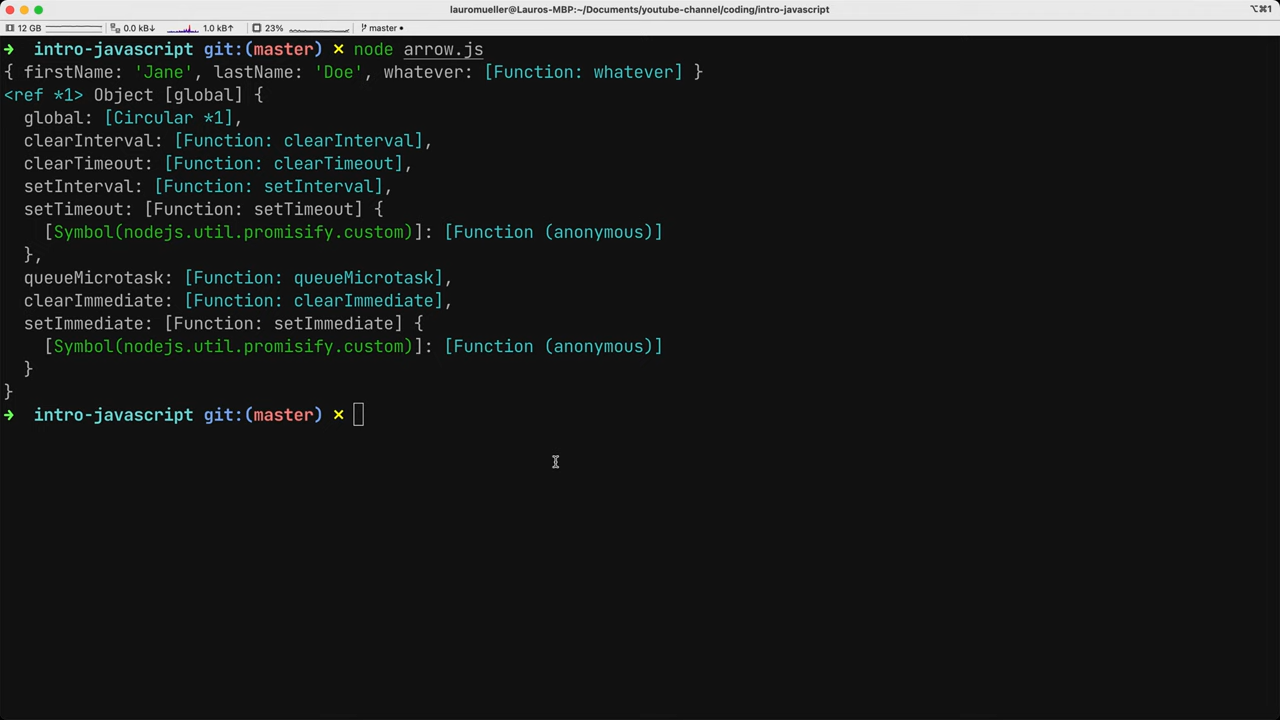 lauromueller@Lauros-MBP:~/Documents/youtube-channel/coding/intro-javascript
⌥⌘1
12 GB 0.0 kB↓ 1.0 kB↑ 23% master •
➜ intro-javascript git:(master) ✗ node arrow.js
{ firstName: 'Jane', lastName: 'Doe', whatever: [Function: whatever] }
<ref *1> Object [global] {
  global: [Circular *1],
  clearInterval: [Function: clearInterval],
  clearTimeout: [Function: clearTimeout],
  setInterval: [Function: setInterval],
  setTimeout: [Function: setTimeout] {
    [Symbol(nodejs.util.promisify.custom)]: [Function (anonymous)]
  },
  queueMicrotask: [Function: queueMicrotask],
  clearImmediate: [Function: clearImmediate],
  setImmediate: [Function: setImmediate] {
    [Symbol(nodejs.util.promisify.custom)]: [Function (anonymous)]
  }
}
➜ intro-javascript git:(master) ✗